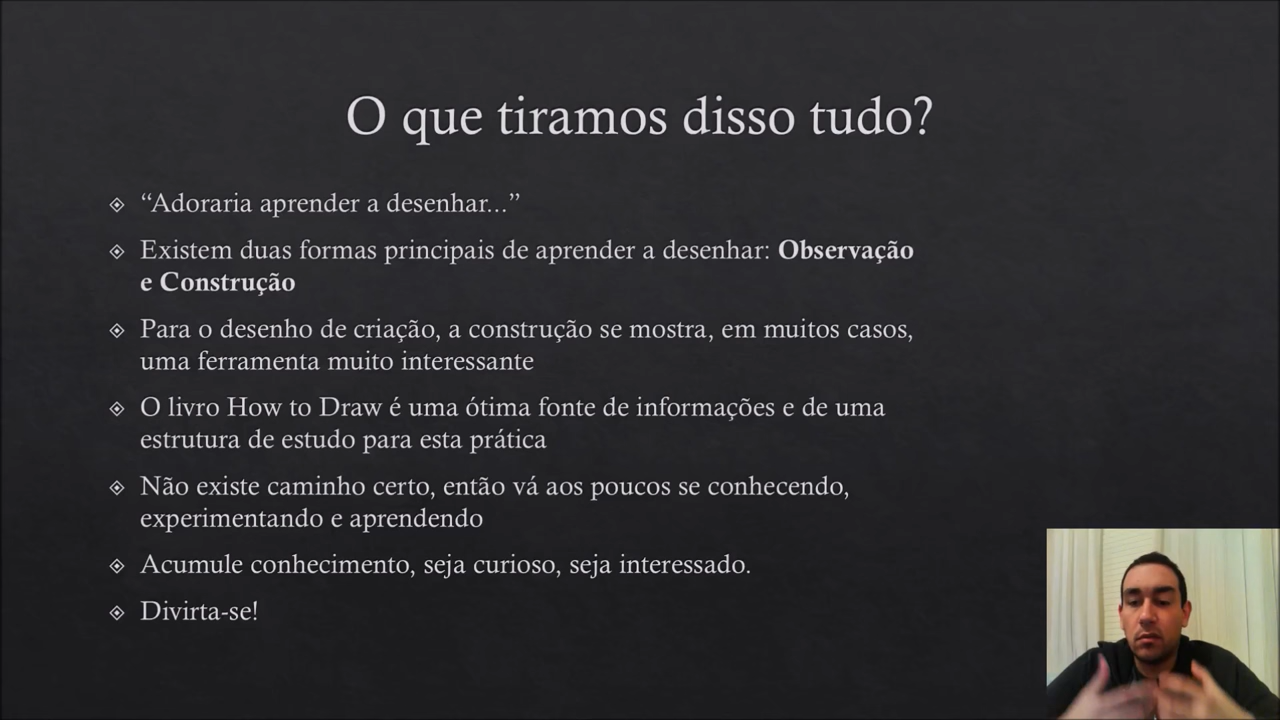 O que tiramos disso tudo?
“Adoraria aprender a desenhar...”
Existem duas formas principais de aprender a desenhar: Observação
e Construção
Para o desenho de criação, a construção se mostra, em muitos casos,
uma ferramenta muito interessante
O livro How to Draw é uma ótima fonte de informações e de uma
estrutura de estudo para esta prática
Não existe caminho certo, então vá aos poucos se conhecendo,
experimentando e aprendendo
Acumule conhecimento, seja curioso, seja interessado.
Divirta-se!